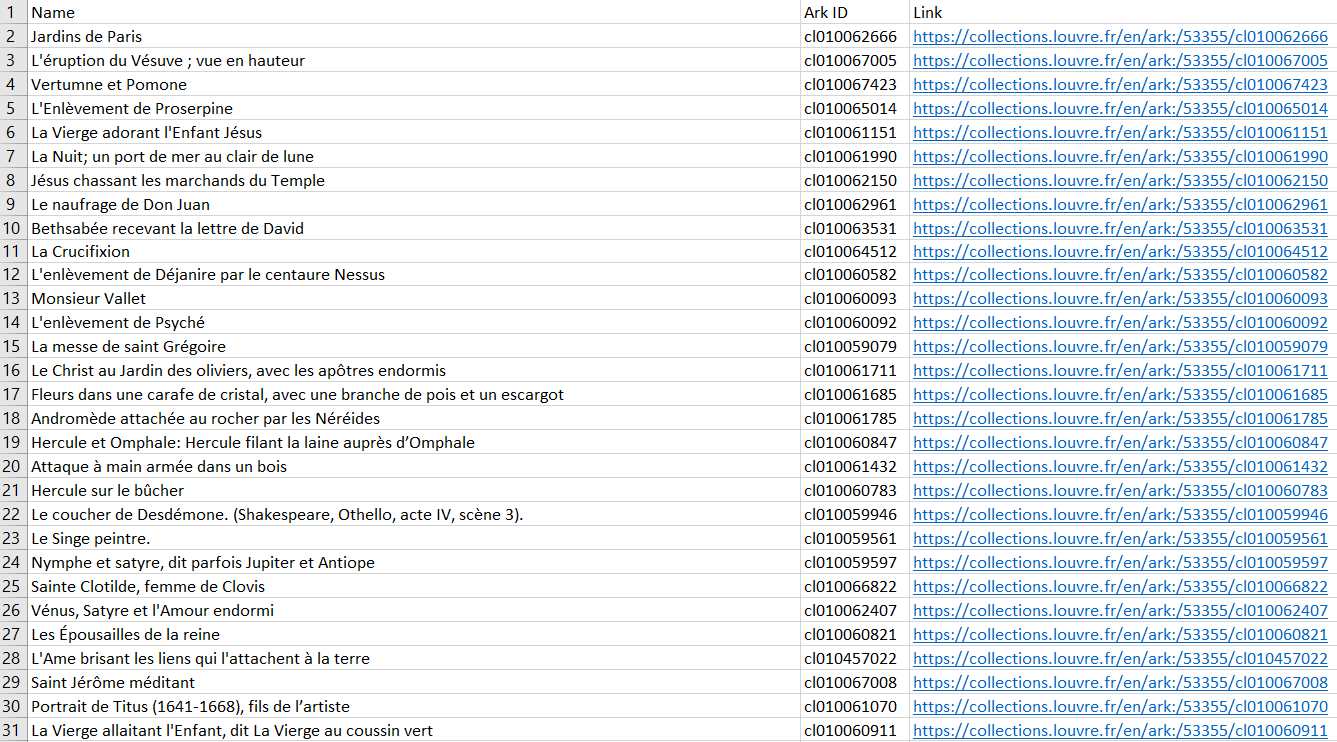 1 Name Ark ID Link
2 Jardins de Paris cl010062666 https://collections.louvre.fr/en/ark:/53355/cl010062666
3 L'éruption du Vésuve ; vue en hauteur cl010067005 https://collections.louvre.fr/en/ark:/53355/cl010067005
4 Vertumne et Pomone cl010067423 https://collections.louvre.fr/en/ark:/53355/cl010067423
5 L'Enlèvement de Proserpine cl010065014 https://collections.louvre.fr/en/ark:/53355/cl010065014
6 La Vierge adorant l'Enfant Jésus cl010061151 https://collections.louvre.fr/en/ark:/53355/cl010061151
7 La Nuit; un port de mer au clair de lune cl010061990 https://collections.louvre.fr/en/ark:/53355/cl010061990
8 Jésus chassant les marchands du Temple cl010062150 https://collections.louvre.fr/en/ark:/53355/cl010062150
9 Le naufrage de Don Juan cl010062961 https://collections.louvre.fr/en/ark:/53355/cl010062961
10 Bethsabée recevant la lettre de David cl010063531 https://collections.louvre.fr/en/ark:/53355/cl010063531
11 La Crucifixion cl010064512 https://collections.louvre.fr/en/ark:/53355/cl010064512
12 L'enlèvement de Déjanire par le centaure Nessus cl010060582 https://collections.louvre.fr/en/ark:/53355/cl010060582
13 Monsieur Vallet cl010060093 https://collections.louvre.fr/en/ark:/53355/cl010060093
14 L'enlèvement de Psyché cl010060092 https://collections.louvre.fr/en/ark:/53355/cl010060092
15 La messe de saint Grégoire cl010059079 https://collections.louvre.fr/en/ark:/53355/cl010059079
16 Le Christ au Jardin des oliviers, avec les apôtres endormis cl010061711 https://collections.louvre.fr/en/ark:/53355/cl010061711
17 Fleurs dans une carafe de cristal, avec une branche de pois et un escargot cl010061685 https://collections.louvre.fr/en/ark:/53355/cl010061685
18 Andromède attachée au rocher par les Néréides cl010061785 https://collections.louvre.fr/en/ark:/53355/cl010061785
19 Hercule et Omphale: Hercule filant la laine auprès d’Omphale cl010060847 https://collections.louvre.fr/en/ark:/53355/cl010060847
20 Attaque à main armée dans un bois cl010061432 https://collections.louvre.fr/en/ark:/53355/cl010061432
21 Hercule sur le bûcher cl010060783 https://collections.louvre.fr/en/ark:/53355/cl010060783
22 Le coucher de Desdémone. (Shakespeare, Othello, acte IV, scène 3). cl010059946 https://collections.louvre.fr/en/ark:/53355/cl010059946
23 Le Singe peintre. cl010059561 https://collections.louvre.fr/en/ark:/53355/cl010059561
24 Nymphe et satyre, dit parfois Jupiter et Antiope cl010059597 https://collections.louvre.fr/en/ark:/53355/cl010059597
25 Sainte Clotilde, femme de Clovis cl010066822 https://collections.louvre.fr/en/ark:/53355/cl010066822
26 Vénus, Satyre et l'Amour endormi cl010062407 https://collections.louvre.fr/en/ark:/53355/cl010062407
27 Les Épousailles de la reine cl010060821 https://collections.louvre.fr/en/ark:/53355/cl010060821
28 L'Ame brisant les liens qui l'attachent à la terre cl010457022 https://collections.louvre.fr/en/ark:/53355/cl010457022
29 Saint Jérôme méditant cl010067008 https://collections.louvre.fr/en/ark:/53355/cl010067008
30 Portrait de Titus (1641-1668), fils de l’artiste cl010061070 https://collections.louvre.fr/en/ark:/53355/cl010061070
31 La Vierge allaitant l'Enfant, dit La Vierge au coussin vert cl010060911 https://collections.louvre.fr/en/ark:/53355/cl010060911